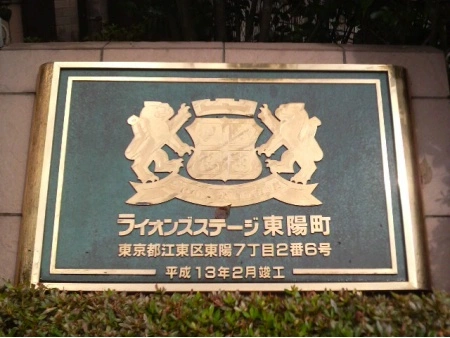 ライオンズステージ東陽町
東京都江東区東陽7丁目2番6号
平成13年2月竣工